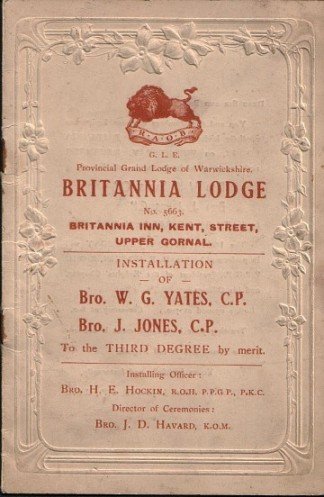 R.A.O.B
G. L. E.
Provincial Grand Lodge of Warwickshire.
BRITANNIA LODGE
No. 5663.
BRITANNIA INN, KENT, STREET,
UPPER GORNAL.
INSTALLATION
— OF —
Bro. W. G. YATES, C.P.
Bro. J. JONES, C.P.
To the THIRD DEGREE by merit.
Installing Officer:
BRO. H. E. HOCKIN, R.O.H. P.P.G P., P.K.C.
Director of Ceremonies:
BRO. J. D. HAVARD, K.O.M.